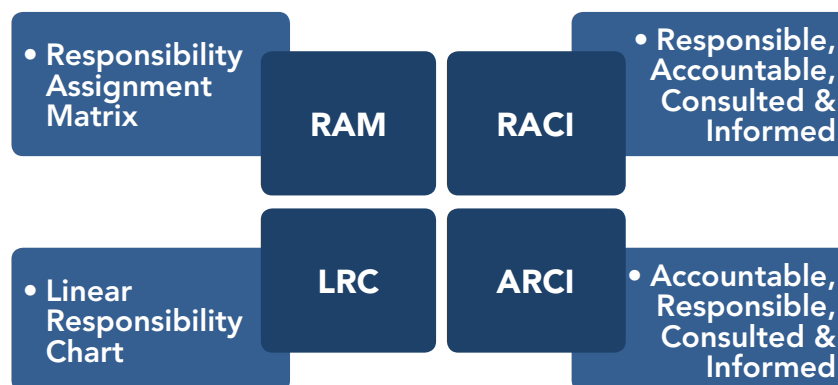 • Responsibility
Assignment
Matrix
RAM
RACI
• Responsible,
Accountable,
Consulted &
Informed
• Linear
Responsibility
Chart
LRC
ARCI
• Accountable,
Responsible,
Consulted &
Informed